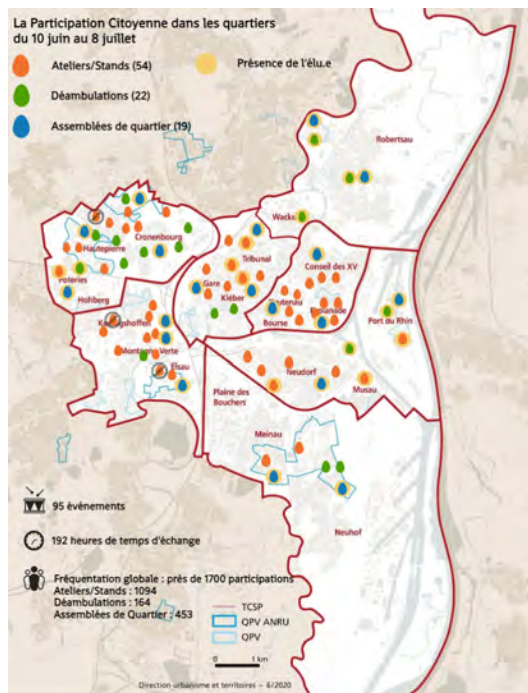 La Participation Citoyenne dans les quartiers
du 10 juin au 8 juillet
Ateliers/Stands (54)
Présence de l'élu.e
Déambulations (22)
Assemblées de quartier (19)
Robertsau
Wacken
Cronenbourg
Hautepierre
Tribunal
Conseil des XV
Poteries
Hohberg
Gare
Kléber
Bourse
Esplanade
Port du Rhin
Koenigshoffen
Montagne Verte
Elsau
Neudorf
Musau
Plaine des
Bouchers
Meinau
Neuhof
95 événements
192 heures de temps d'échange
Fréquentation globale : près de 1700 participations
Ateliers/Stands : 1094
Déambulations : 164
Assemblées de Quartier : 453
TCSP
QPV ANRU
QPV
0 1 km
Direction urbanisme et territoires – 6/2020